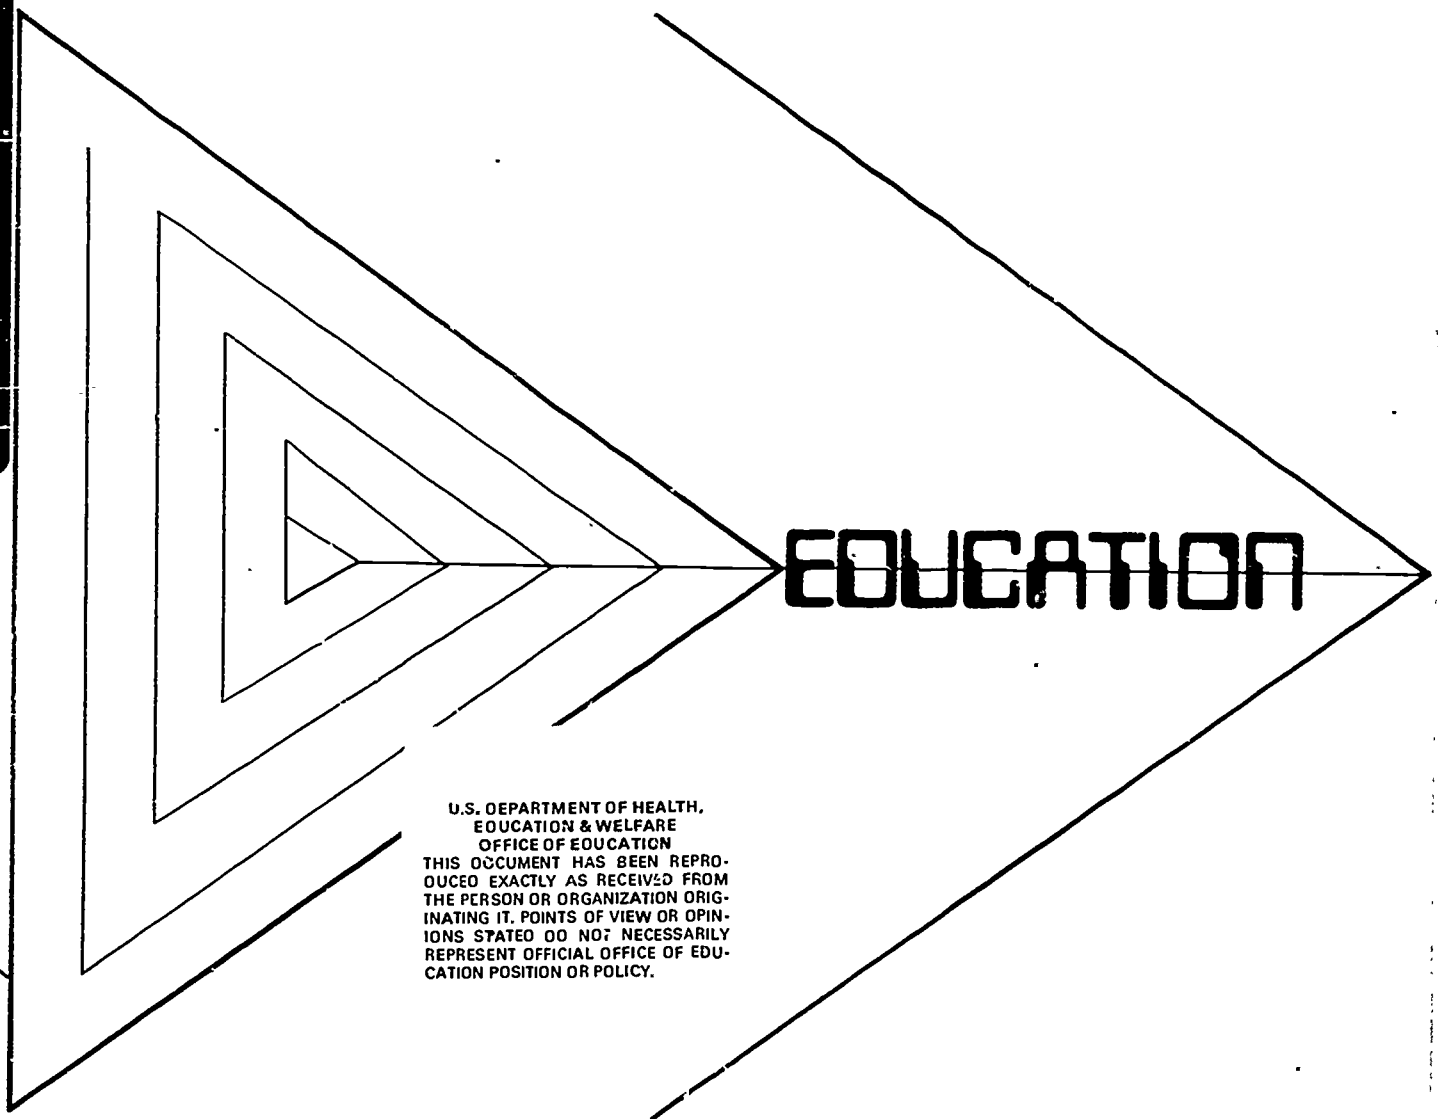 EDUCATION
U.S. DEPARTMENT OF HEALTH,
EDUCATION & WELFARE
OFFICE OF EDUCATION
THIS DOCUMENT HAS BEEN REPRO-
DUCED EXACTLY AS RECEIVED FROM
THE PERSON OR ORGANIZATION ORIG-
INATING IT. POINTS OF VIEW OR OPIN-
IONS STATED DO NOT NECESSARILY
REPRESENT OFFICIAL OFFICE OF EDU-
CATION POSITION OR POLICY.